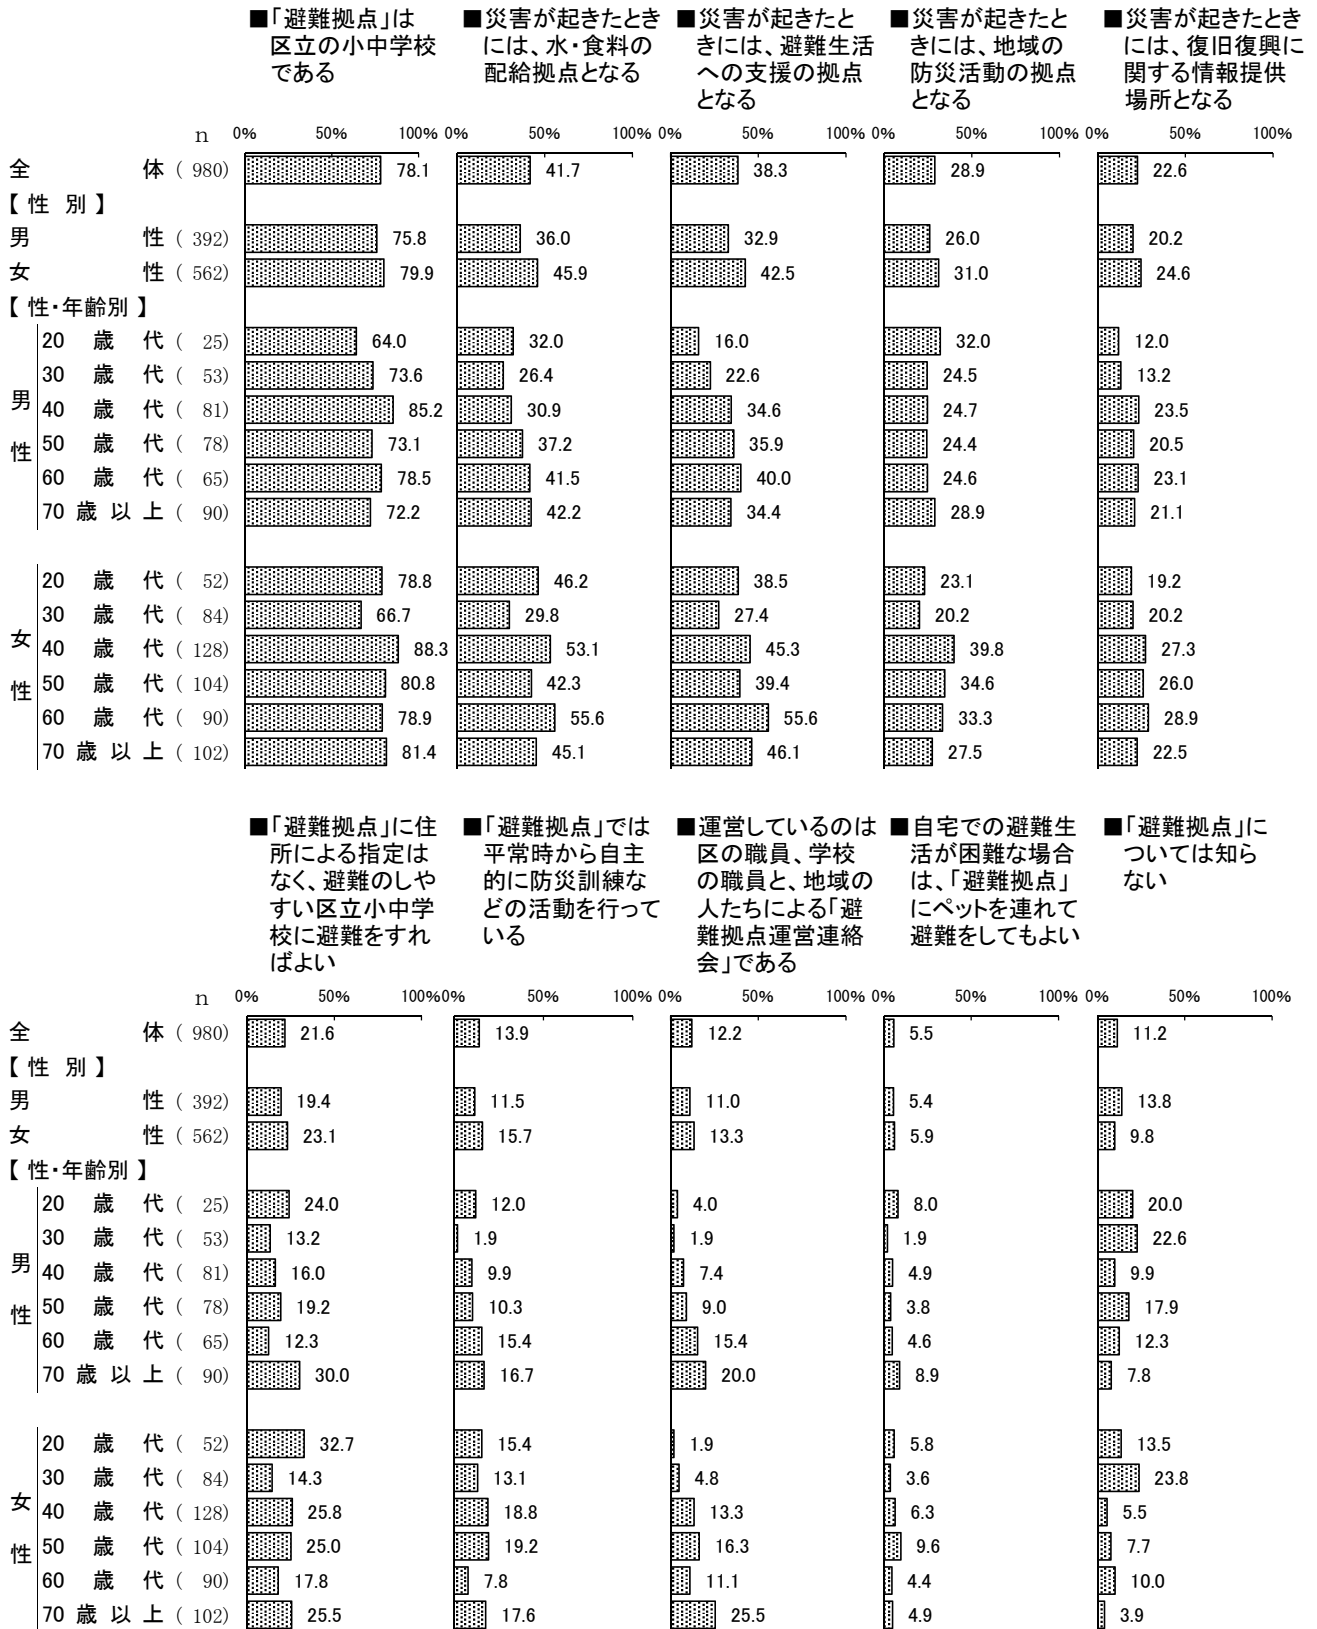 ■「避難拠点」は
区立の小中学校
である
■災害が起きたとき
には、水・食料の
配給拠点となる
■災害が起きたと
きには、避難生活
への支援の拠点
となる
■災害が起きたと
きには、地域の
防災活動の拠点
となる
■災害が起きたとき
には、復旧復興に
関する情報提供
場所となる
n 0% 50% 100% 0% 50% 100% 0% 50% 100% 0% 50% 100% 0% 50% 100%
全 体 ( 980) 78.1 41.7 38.3 28.9 22.6
【 性 別 】
男 性 ( 392) 75.8 36.0 32.9 26.0 20.2
女 性 ( 562) 79.9 45.9 42.5 31.0 24.6
【 性・年齢別 】
男性
20 歳 代 ( 25) 64.0 32.0 16.0 32.0 12.0
30 歳 代 ( 53) 73.6 26.4 22.6 24.5 13.2
40 歳 代 ( 81) 85.2 30.9 34.6 24.7 23.5
50 歳 代 ( 78) 73.1 37.2 35.9 24.4 20.5
60 歳 代 ( 65) 78.5 41.5 40.0 24.6 23.1
70 歳 以 上 ( 90) 72.2 42.2 34.4 28.9 21.1
女性
20 歳 代 ( 52) 78.8 46.2 38.5 23.1 19.2
30 歳 代 ( 84) 66.7 29.8 27.4 20.2 20.2
40 歳 代 ( 128) 88.3 53.1 45.3 39.8 27.3
50 歳 代 ( 104) 80.8 42.3 39.4 34.6 26.0
60 歳 代 ( 90) 78.9 55.6 55.6 33.3 28.9
70 歳 以 上 ( 102) 81.4 45.1 46.1 27.5 22.5
■「避難拠点」に住
所による指定は
なく、避難のしや
すい区立小中学
校に避難をすれ
ばよい
■「避難拠点」では
平常時から自主
的に防災訓練な
どの活動を行って
いる
■運営しているのは
区の職員、学校
の職員と、地域の
人たちによる「避
難拠点運営連絡
会」である
■自宅での避難生
活が困難な場合
は、「避難拠点」
にペットを連れて
避難をしてもよい
■「避難拠点」に
ついては知ら
ない
n 0% 50% 100% 0% 50% 100% 0% 50% 100% 0% 50% 100% 0% 50% 100%
全 体 ( 980) 21.6 13.9 12.2 5.5 11.2
【 性 別 】
男 性 ( 392) 19.4 11.5 11.0 5.4 13.8
女 性 ( 562) 23.1 15.7 13.3 5.9 9.8
【 性・年齢別 】
男性
20 歳 代 ( 25) 24.0 12.0 4.0 8.0 20.0
30 歳 代 ( 53) 13.2 1.9 1.9 1.9 22.6
40 歳 代 ( 81) 16.0 9.9 7.4 4.9 9.9
50 歳 代 ( 78) 19.2 10.3 9.0 3.8 17.9
60 歳 代 ( 65) 12.3 15.4 15.4 4.6 12.3
70 歳 以 上 ( 90) 30.0 16.7 20.0 8.9 7.8
女性
20 歳 代 ( 52) 32.7 15.4 1.9 5.8 13.5
30 歳 代 ( 84) 14.3 13.1 4.8 3.6 23.8
40 歳 代 ( 128) 25.8 18.8 13.3 6.3 5.5
50 歳 代 ( 104) 25.0 19.2 16.3 9.6 7.7
60 歳 代 ( 90) 17.8 7.8 11.1 4.4 10.0
70 歳 以 上 ( 102) 25.5 17.6 25.5 4.9 3.9